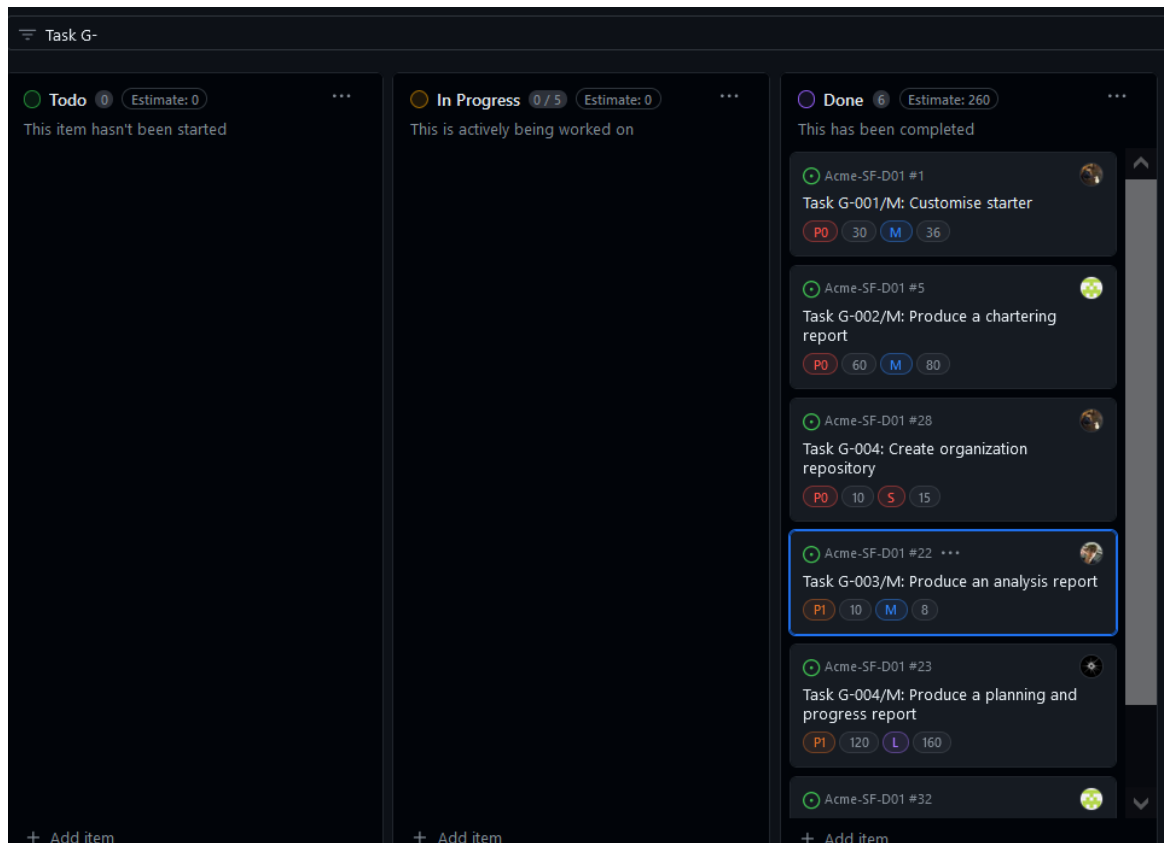 Task G-
Todo 0 Estimate: 0 ...
This item hasn't been started
+ Add item
In Progress 0 / 5 Estimate: 0 ...
This is actively being worked on
+ Add item
Done 6 Estimate: 260 ...
This has been completed
Acme-SF-D01 #1
Task G-001/M: Customise starter
P0 30 M 36
Acme-SF-D01 #5
Task G-002/M: Produce a chartering
report
P0 60 M 80
Acme-SF-D01 #28
Task G-004: Create organization
repository
P0 10 S 15
Acme-SF-D01 #22 ...
Task G-003/M: Produce an analysis report
P1 10 M 8
Acme-SF-D01 #23
Task G-004/M: Produce a planning and
progress report
P1 120 L 160
Acme-SF-D01 #32
+ Add item